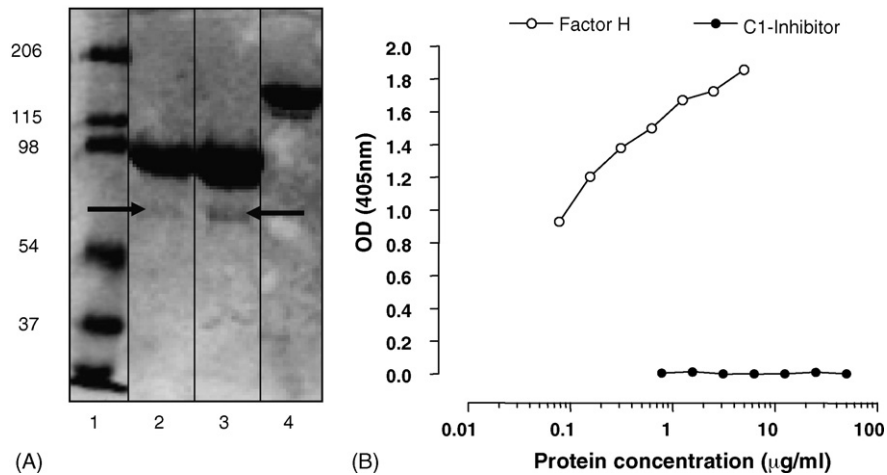 206
115
98
54
37
1 2 3 4
(A)
Factor H C1-Inhibitor
OD (405nm)
2.0
1.8
1.6
1.4
1.2
1.0
0.8
0.6
0.4
0.2
0.0
0.01 0.1 1 10 100
(B)
Protein concentration (μg/ml)